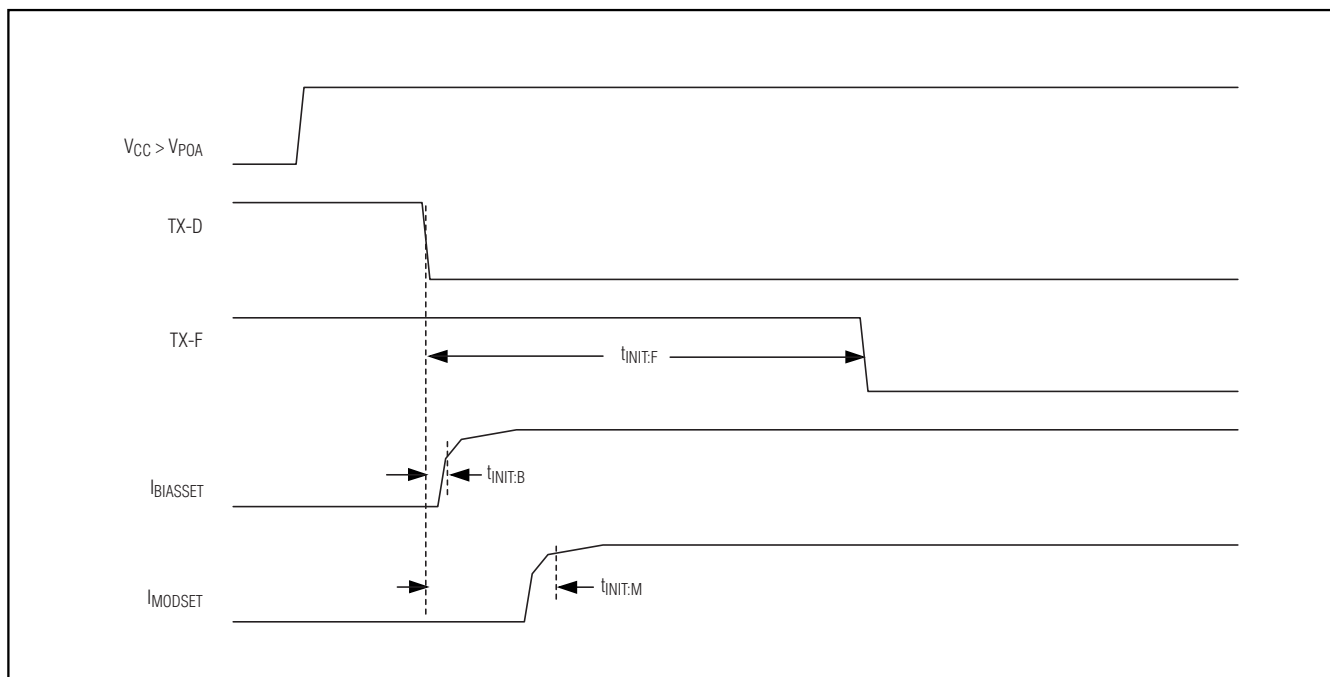 VCC > VPOA
TX-D
TX-F
tINIT:F
IBIASSET
tINIT:B
IMODSET
tINIT:M